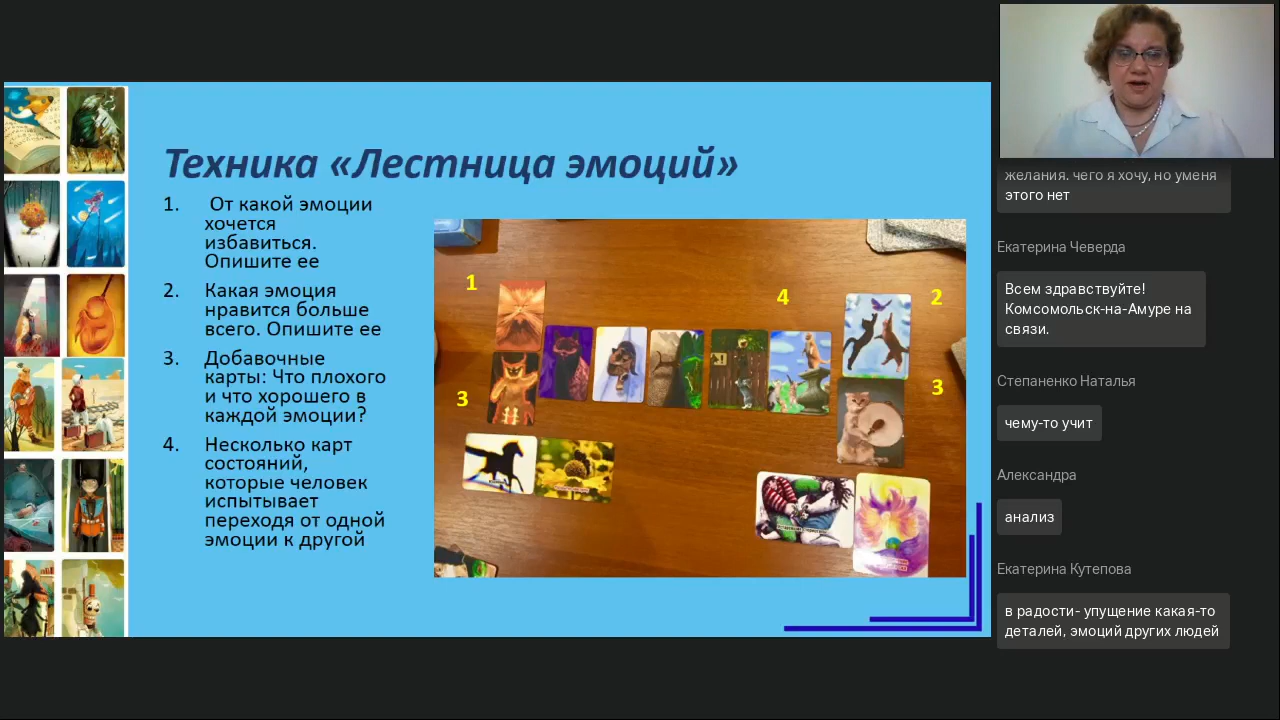 Техника «Лестница эмоций»
1. От какой эмоции
хочется
избавиться.
Опишите ее
2. Какая эмоция
нравится больше
всего. Опишите ее
3. Добавочные
карты: Что плохого
и что хорошего в
каждой эмоции?
4. Несколько карт
состояний,
которые человек
испытывает
переходя от одной
эмоции к другой
1
4
2
3
3
желания. чего я хочу, но уменя
этого нет
Екатерина Чеверда
Всем здравствуйте!
Комсомольск-на-Амуре на
связи.
Степаненко Наталья
чему-то учит
Александра
анализ
Екатерина Кутепова
в радости- упущение какая-то
деталей, эмоций других людей